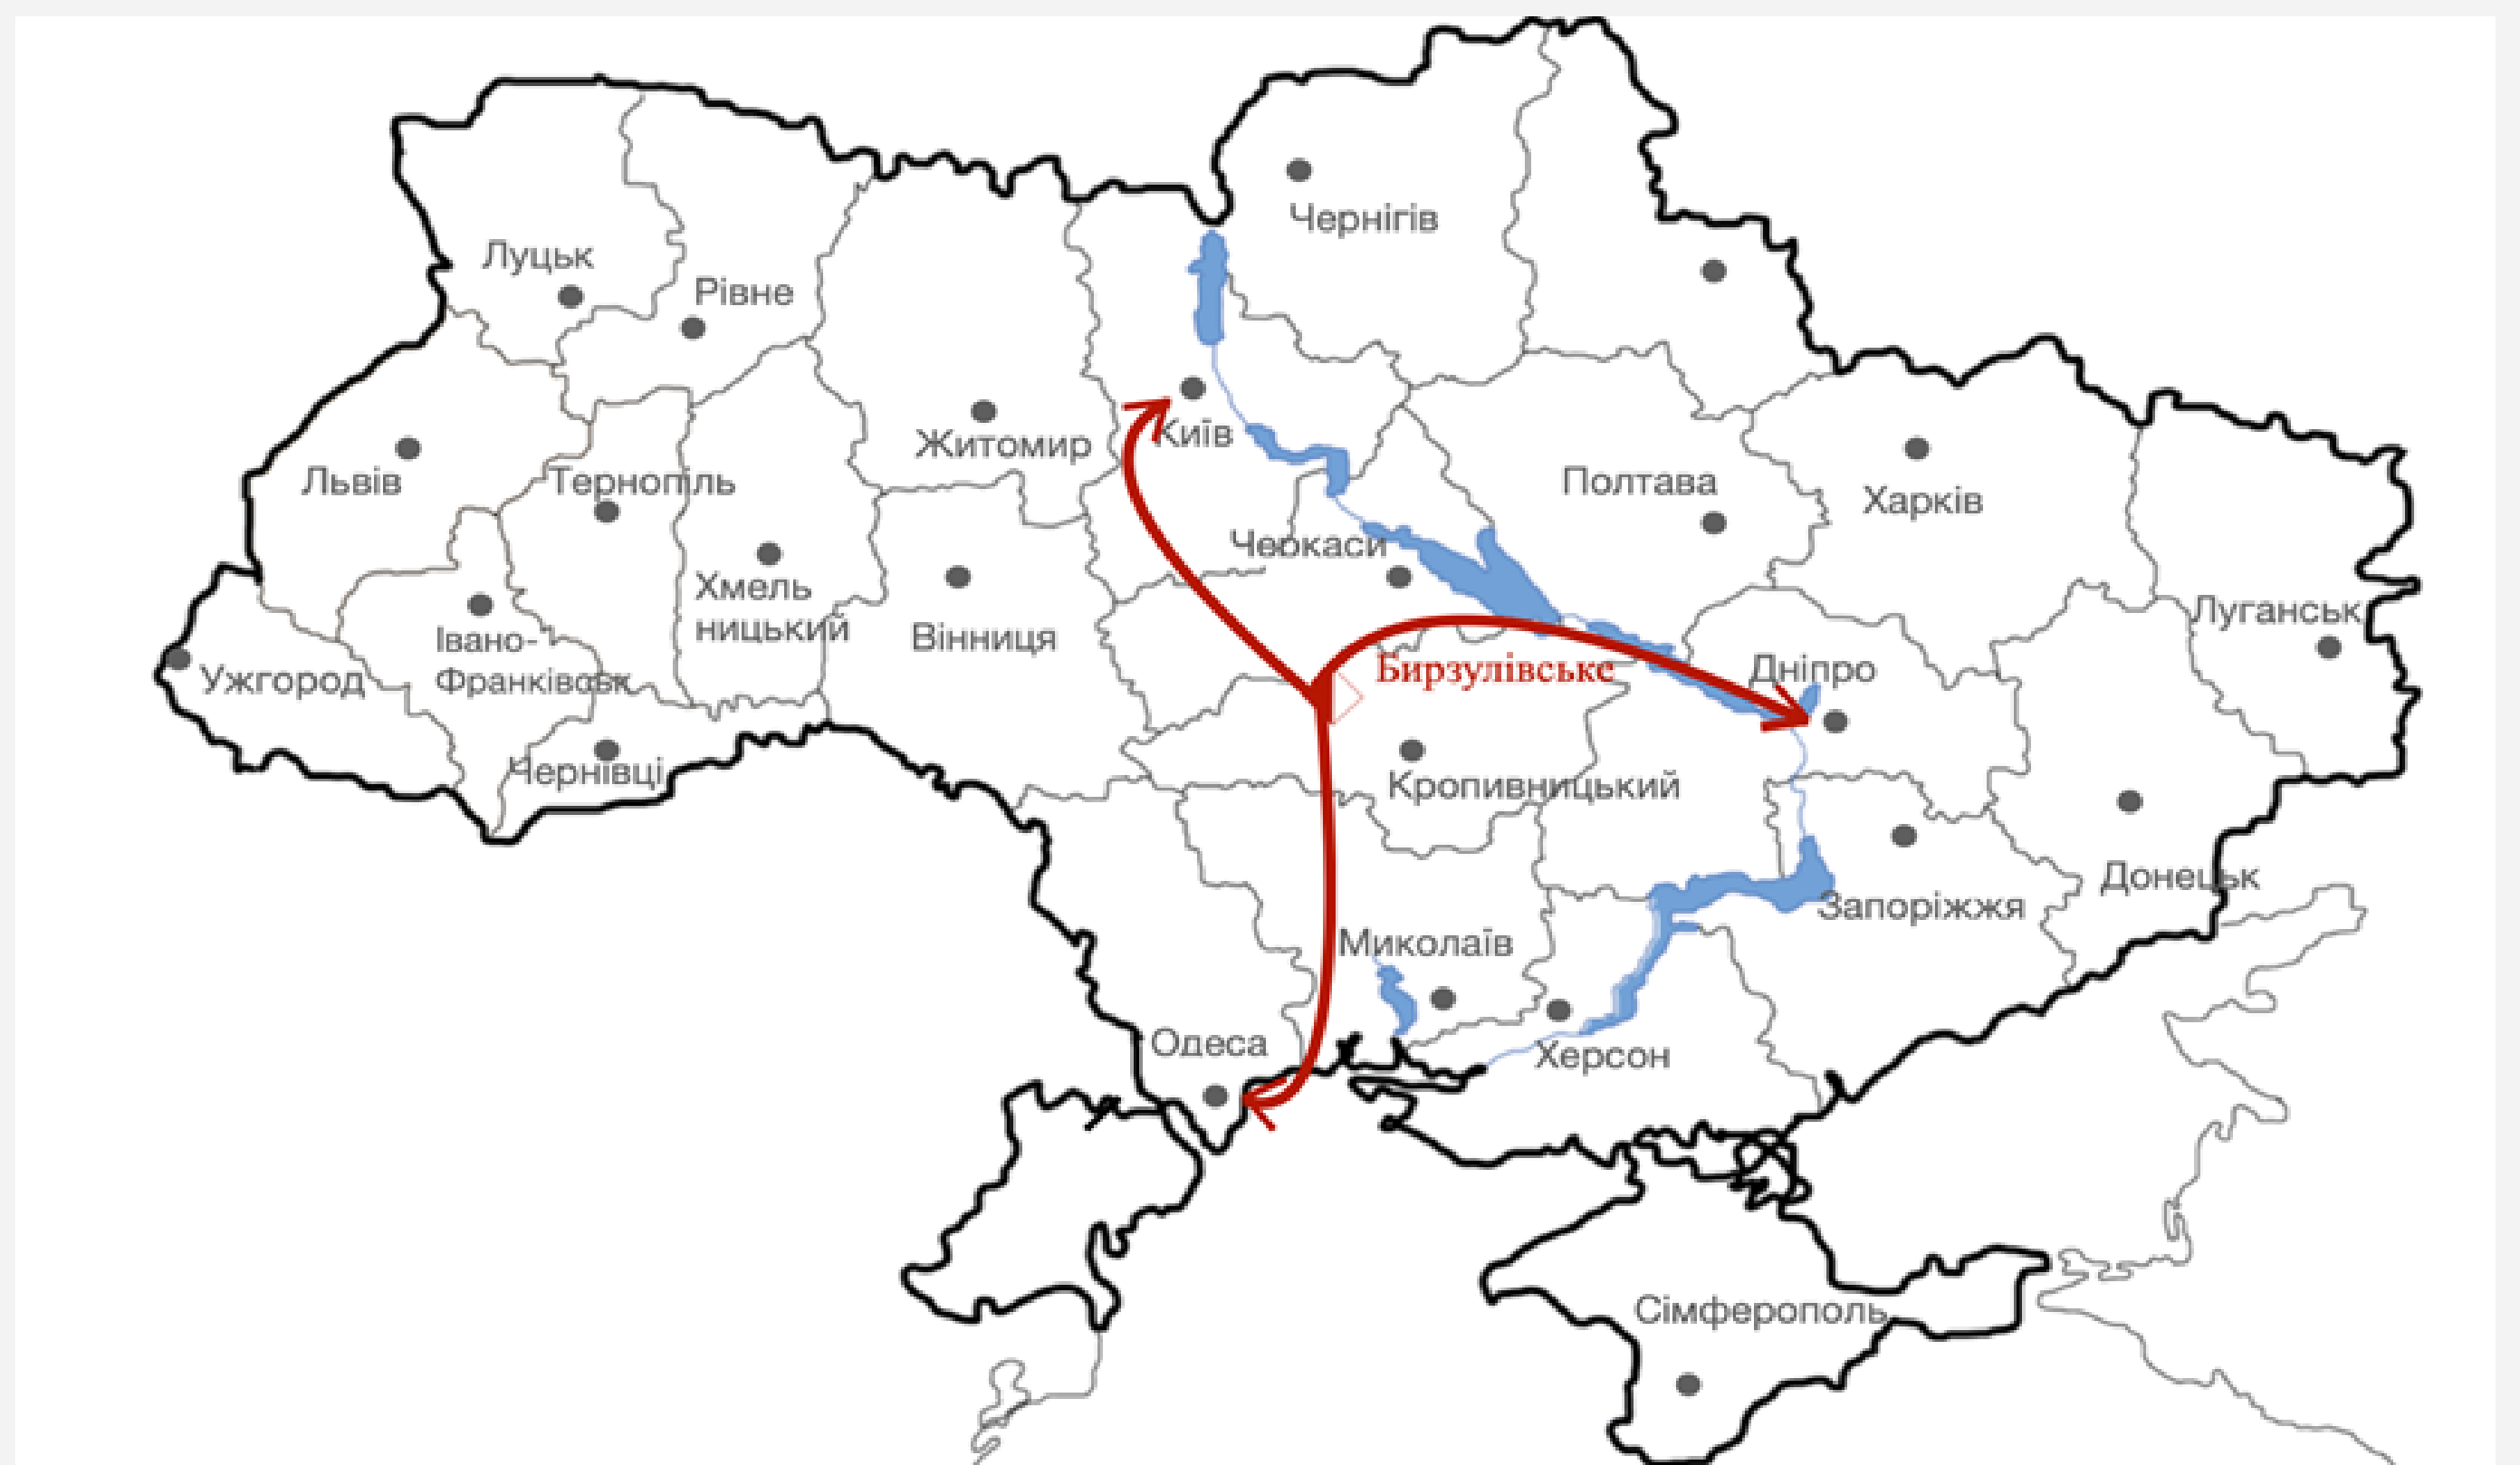 Чернігів
Луцьк
Рівне
Київ
Житомир
Львів
Тернопіль
Полтава
Харків
Черкаси
Хмель
ницький
Вінниця
Луганськ
Івано-
Франківськ
Ужгород
Бирзулівське
Дніпро
Чернівці
Кропивницький
Донецьк
Запоріжжя
Миколаїв
Одеса
Херсон
Сімферополь